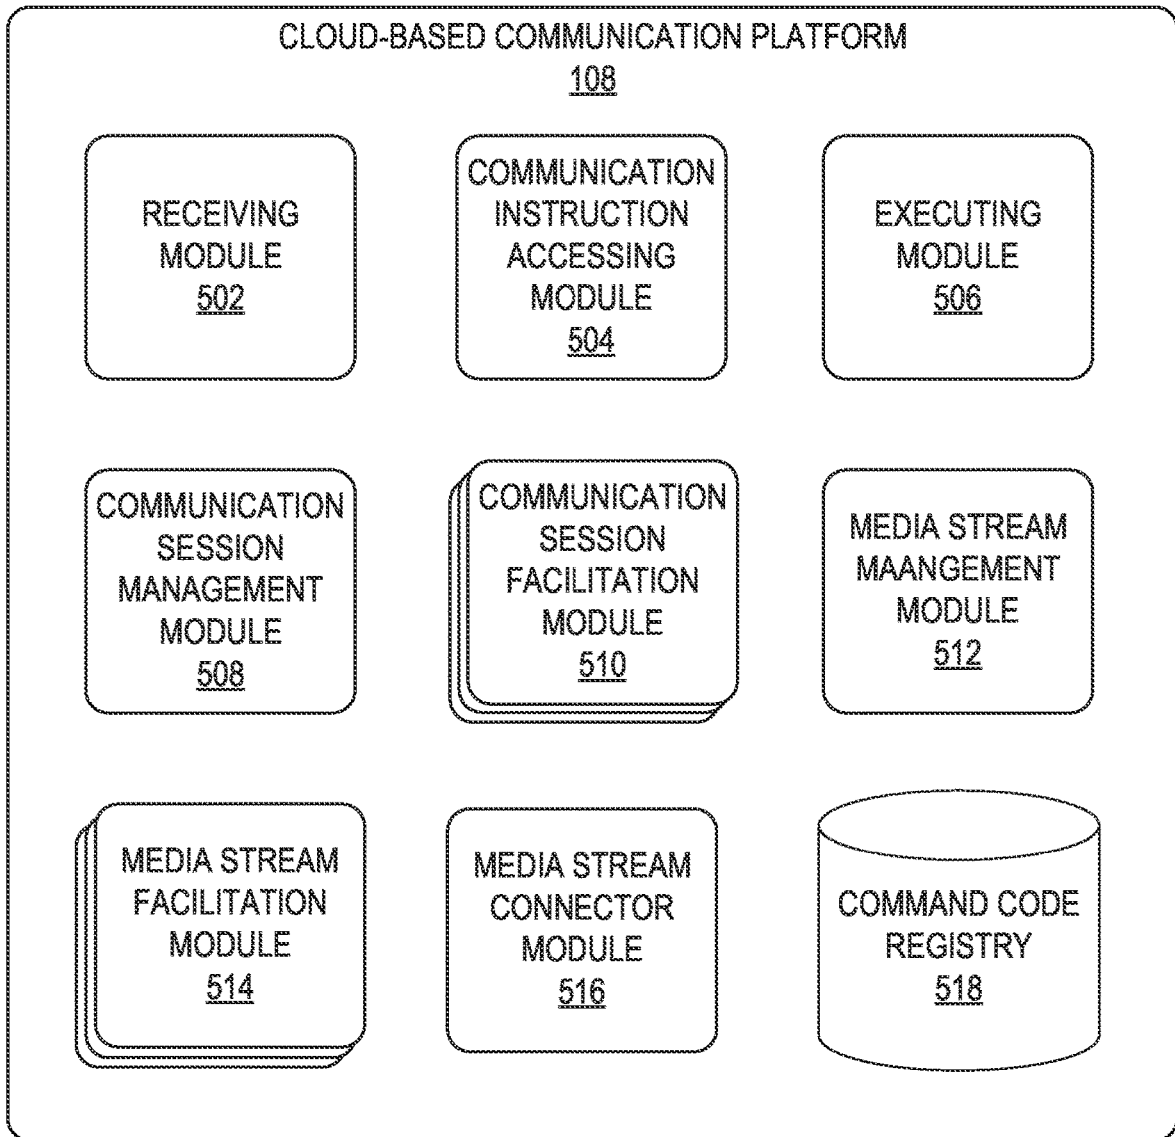 CLOUD-BASED COMMUNICATION PLATFORM
108
RECEIVING
MODULE
502
COMMUNICATION
INSTRUCTION
ACCESSING
MODULE
504
EXECUTING
MODULE
506
COMMUNICATION
SESSION
MANAGEMENT
MODULE
508
COMMUNICATION
SESSION
FACILITATION
MODULE
510
MEDIA STREAM
MAANGEMENT
MODULE
512
MEDIA STREAM
FACILITATION
MODULE
514
MEDIA STREAM
CONNECTOR
MODULE
516
COMMAND CODE
REGISTRY
518